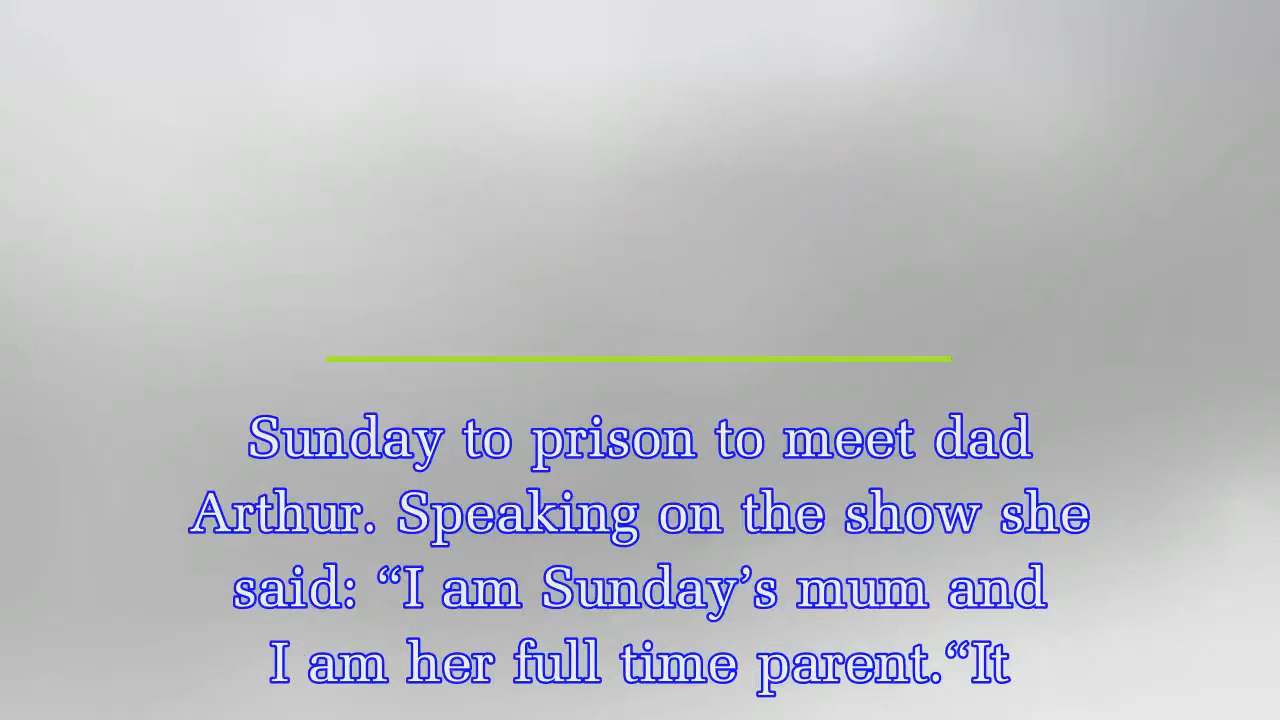 Sunday to prison to meet dad
Arthur. Speaking on the show she
said: “I am Sunday’s mum and
I am her full time parent.“It